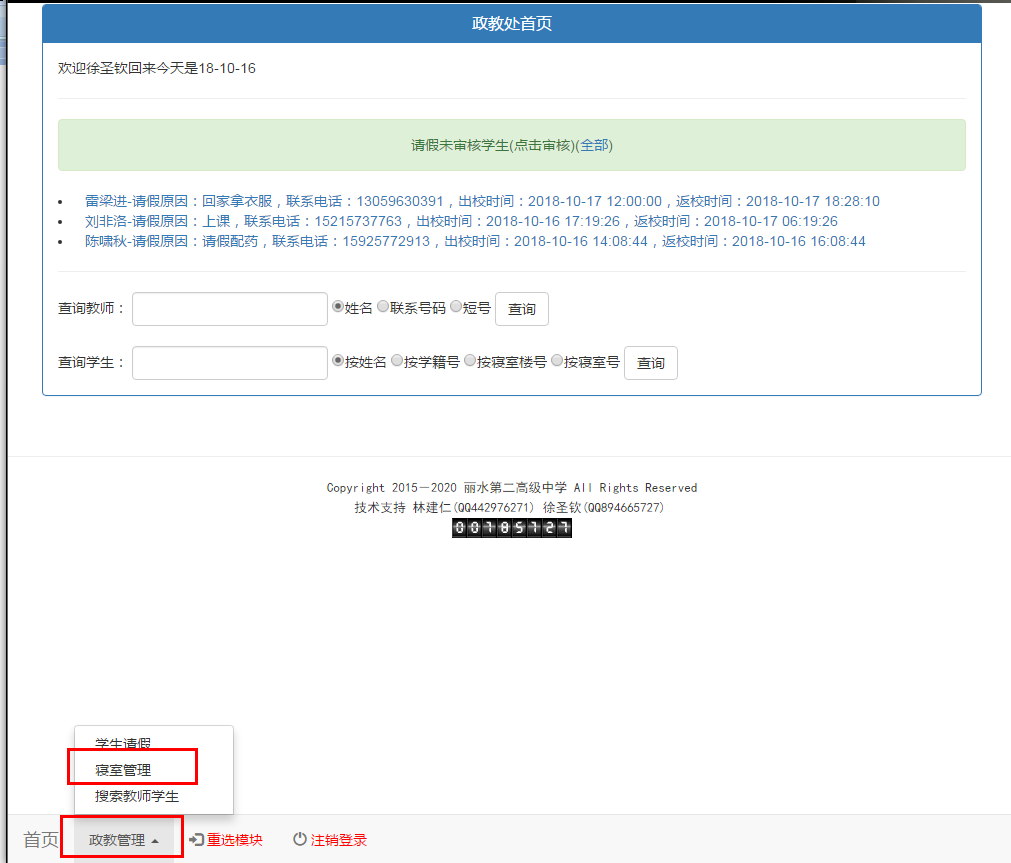 政教处首页
欢迎徐圣钦回来今天是18-10-16
请假未审核学生(点击审核)(全部)
雷梁进-请假原因：回家拿衣服，联系电话：13059630391，出校时间：2018-10-17 12:00:00，返校时间：2018-10-17 18:28:10
刘非洛-请假原因：上课，联系电话：15215737763，出校时间：2018-10-16 17:19:26，返校时间：2018-10-17 06:19:26
陈啸秋-请假原因：请假配药，联系电话：15925772913，出校时间：2018-10-16 14:08:44，返校时间：2018-10-16 16:08:44
查询教师： 姓名 联系号码 短号 查询
查询学生： 按姓名 按学籍号 按寝室楼号 按寝室号 查询
Copyright 2015－2020 丽水第二高级中学 All Rights Reserved
技术支持 林建仁(QQ442976271) 徐圣钦(QQ894665727)
00785727
学生请假
寝室管理
搜索教师学生
首页 政教管理 重选模块 注销登录